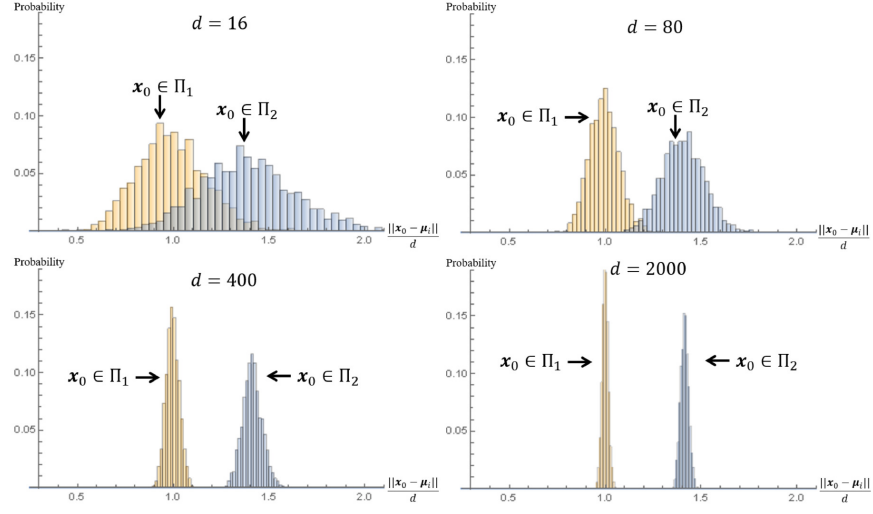 Probability
d = 16
0.15
0.10
0.05
𝒙₀ ∈ Π₁
𝒙₀ ∈ Π₂
0.5 1.0 1.5 2.0
||𝒙₀ − 𝝁ᵢ||
d
Probability
d = 80
0.15
0.10
0.05
𝒙₀ ∈ Π₁
𝒙₀ ∈ Π₂
0.5 1.0 1.5 2.0
||𝒙₀ − 𝝁ᵢ||
d
Probability
d = 400
0.15
0.10
0.05
𝒙₀ ∈ Π₁
𝒙₀ ∈ Π₂
0.5 1.0 1.5 2.0
||𝒙₀ − 𝝁ᵢ||
d
Probability
d = 2000
0.15
0.10
0.05
𝒙₀ ∈ Π₁
𝒙₀ ∈ Π₂
0.5 1.0 1.5 2.0
||𝒙₀ − 𝝁ᵢ||
d